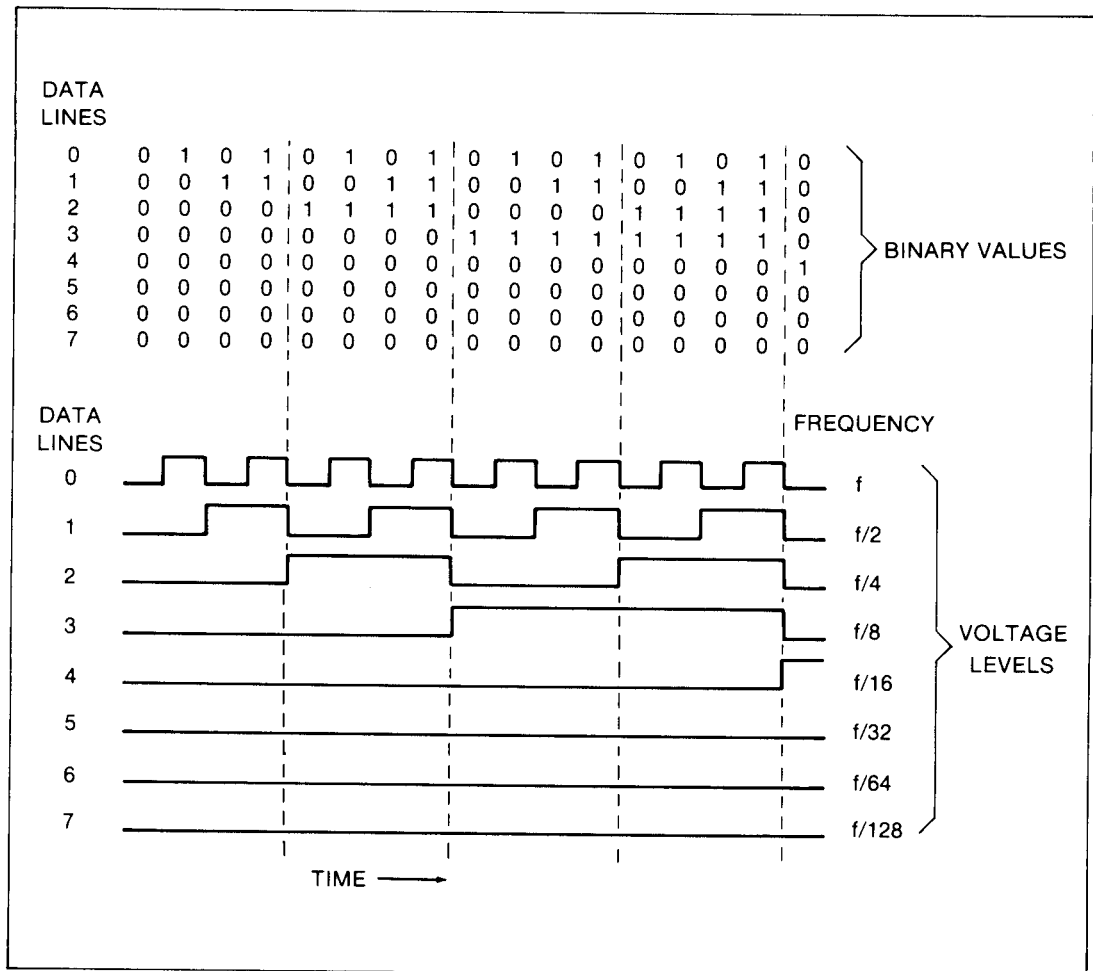 DATA
LINES
0 0 1 0 1 0 1 0 1 0 1 0 1 0 1 0 1 0
1 0 0 1 1 0 0 1 1 0 0 1 1 0 0 1 1 0
2 0 0 0 0 1 1 1 1 0 0 0 0 1 1 1 1 0
3 0 0 0 0 0 0 0 0 1 1 1 1 1 1 1 1 0
4 0 0 0 0 0 0 0 0 0 0 0 0 0 0 0 0 1
5 0 0 0 0 0 0 0 0 0 0 0 0 0 0 0 0 0
6 0 0 0 0 0 0 0 0 0 0 0 0 0 0 0 0 0
7 0 0 0 0 0 0 0 0 0 0 0 0 0 0 0 0 0
BINARY VALUES
DATA
LINES
FREQUENCY
0 f
1 f/2
2 f/4
3 f/8
4 f/16
5 f/32
6 f/64
7 f/128
VOLTAGE
LEVELS
TIME